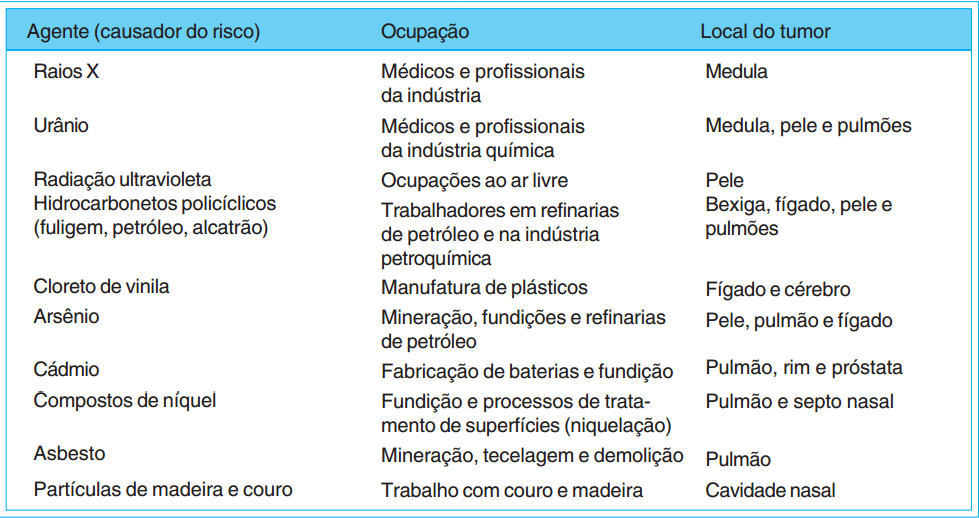 Agente (causador do risco) Ocupação Local do tumor
Raios X Médicos e profissionais Medula
da indústria
Urânio Médicos e profissionais Medula, pele e pulmões
da indústria química
Radiação ultravioleta Ocupações ao ar livre Pele
Hidrocarbonetos policíclicos Trabalhadores em refinarias Bexiga, fígado, pele e
(fuligem, petróleo, alcatrão) de petróleo e na indústria pulmões
petroquímica
Cloreto de vinila Manufatura de plásticos Fígado e cérebro
Arsênio Mineração, fundições e refinarias Pele, pulmão e fígado
de petróleo
Cádmio Fabricação de baterias e fundição Pulmão, rim e próstata
Compostos de níquel Fundição e processos de trata- Pulmão e septo nasal
mento de superfícies (niquelação)
Asbesto Mineração, tecelagem e demolição Pulmão
Partículas de madeira e couro Trabalho com couro e madeira Cavidade nasal